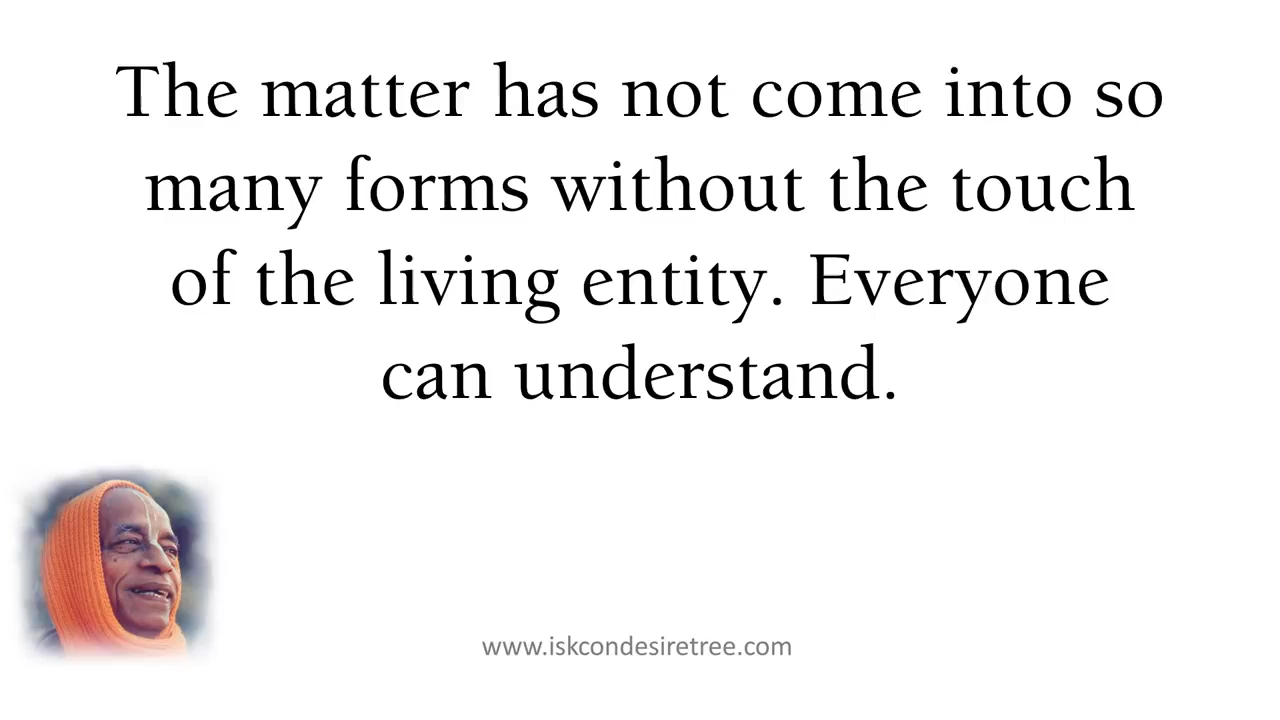 The matter has not come into so
many forms without the touch
of the living entity. Everyone
can understand.
www.iskcondesiretree.com